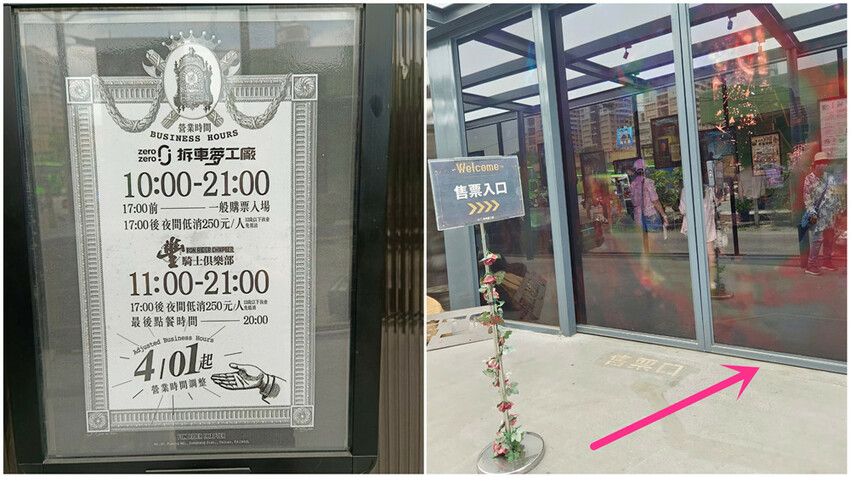 營業時間
BUSINESS HOURS
zero zero 拆車夢工廠
10:00-21:00
17:00前 一般購票入場
17:00後 夜間低消250元/人
騎士俱樂部
11:00-21:00
17:00後 夜間低消250元/人
最後點餐時間 20:00
Adjusted Business Hours
4/01起
營業時間調整
Welcome
售票入口
售票口